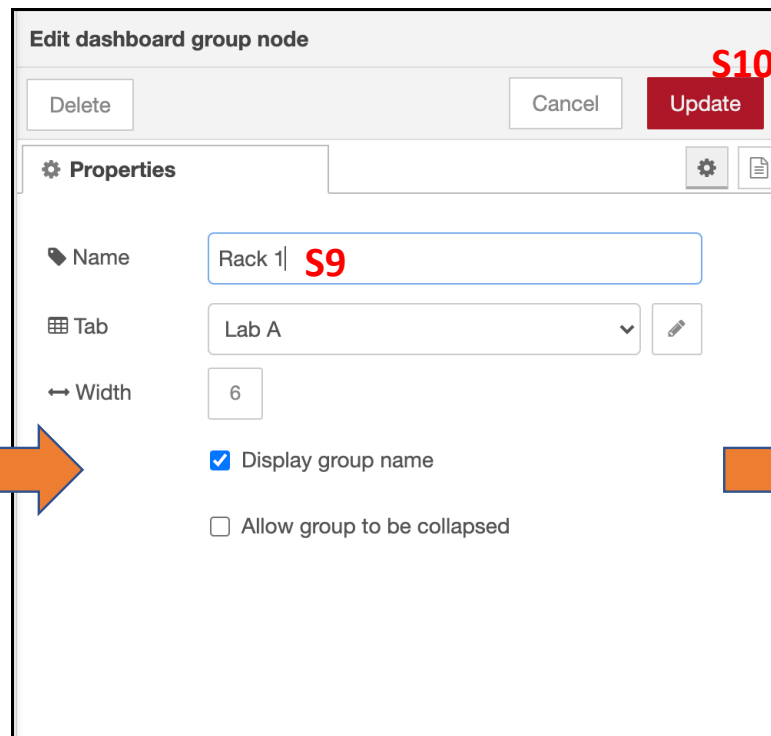 Edit dashboard group node
S10
Delete
Cancel
Update
Properties
Name
Rack 1
S9
Tab
Lab A
Width
6
Display group name
Allow group to be collapsed